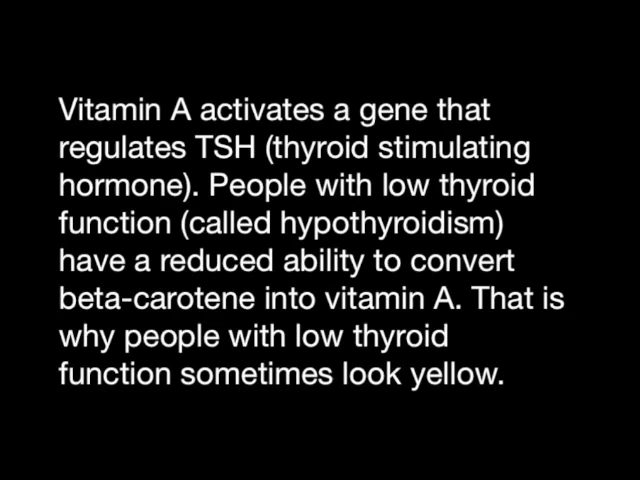 Vitamin A activates a gene that
regulates TSH (thyroid stimulating
hormone). People with low thyroid
function (called hypothyroidism)
have a reduced ability to convert
beta-carotene into vitamin A. That is
why people with low thyroid
function sometimes look yellow.